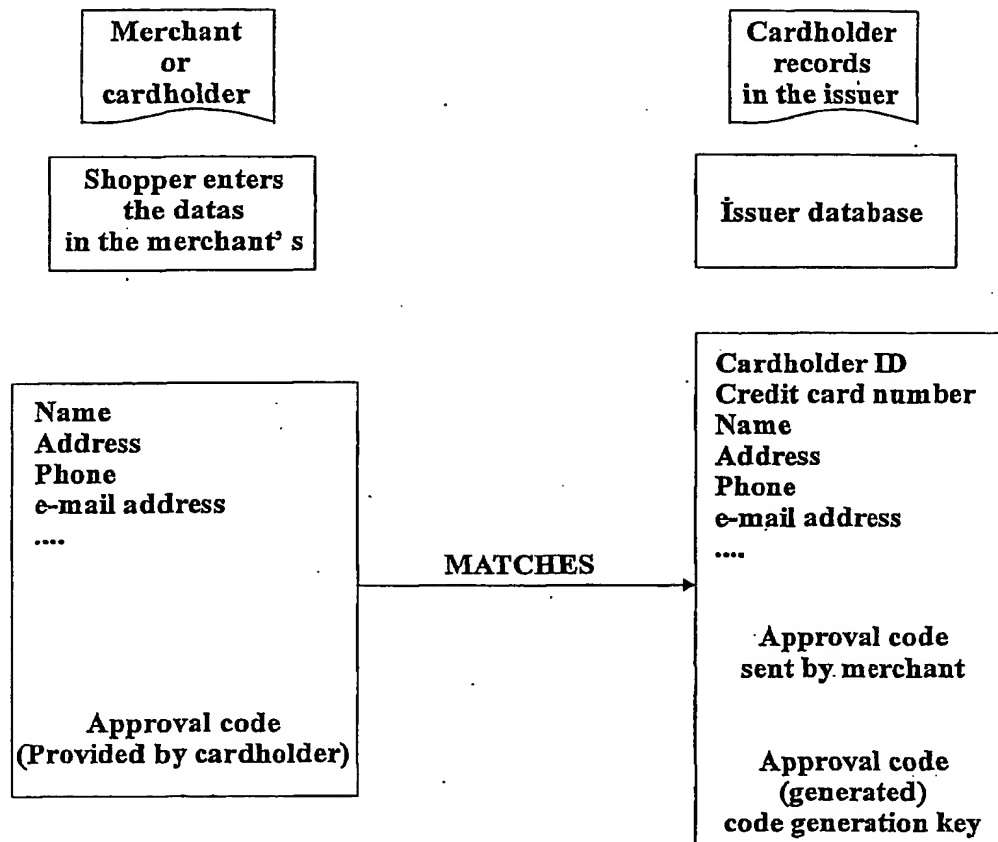 Merchant
or
cardholder
Shopper enters
the datas
in the merchant' s
Name
Address
Phone
e-mail address
....
Approval code
(Provided by cardholder)
MATCHES
Cardholder
records
in the issuer
İssuer database
Cardholder ID
Credit card number
Name
Address
Phone
e-mail address
....
Approval code
sent by merchant
Approval code
(generated)
code generation key